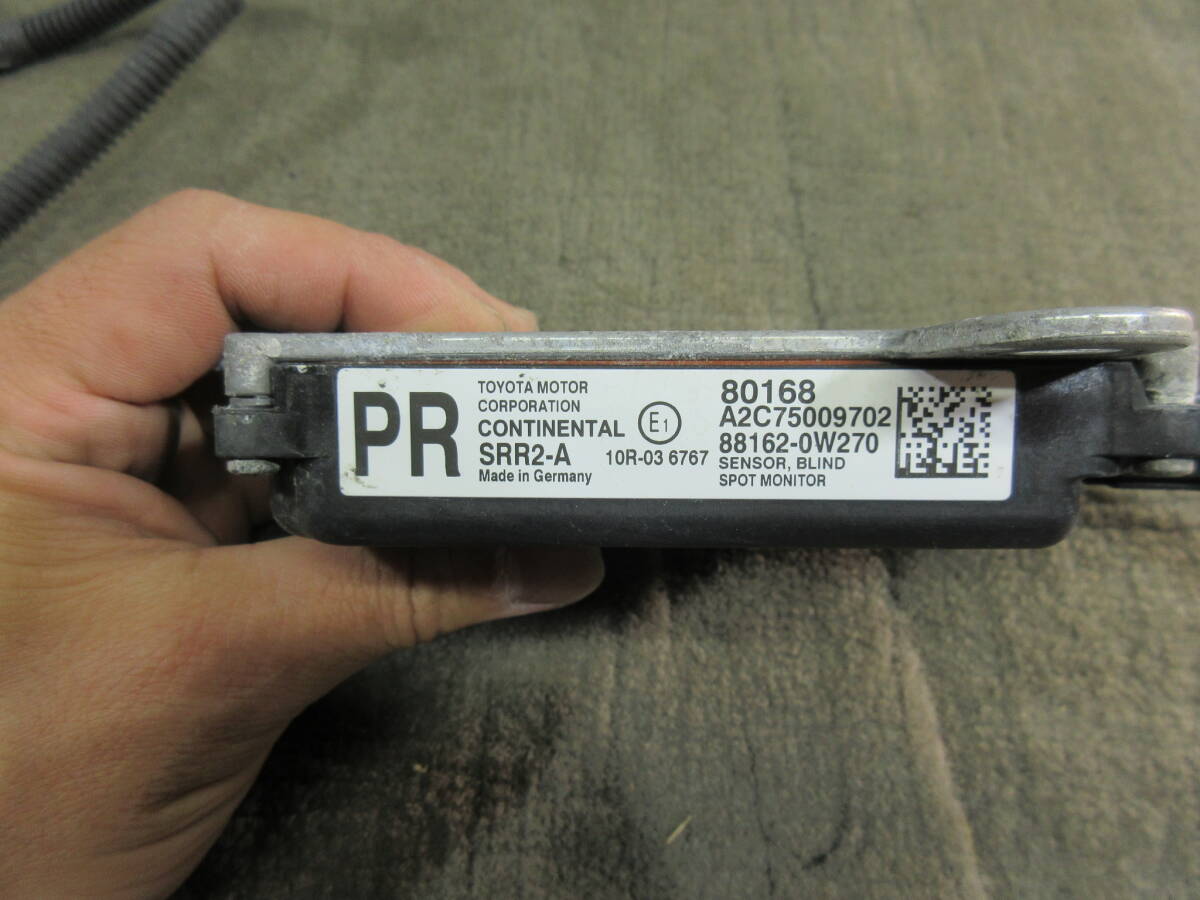 PR
TOYOTA MOTOR
CORPORATION
CONTINENTAL
SRR2-A
Made in Germany
E1
10R-03 6767
80168
A2C75009702
88162-0W270
SENSOR, BLIND
SPOT MONITOR